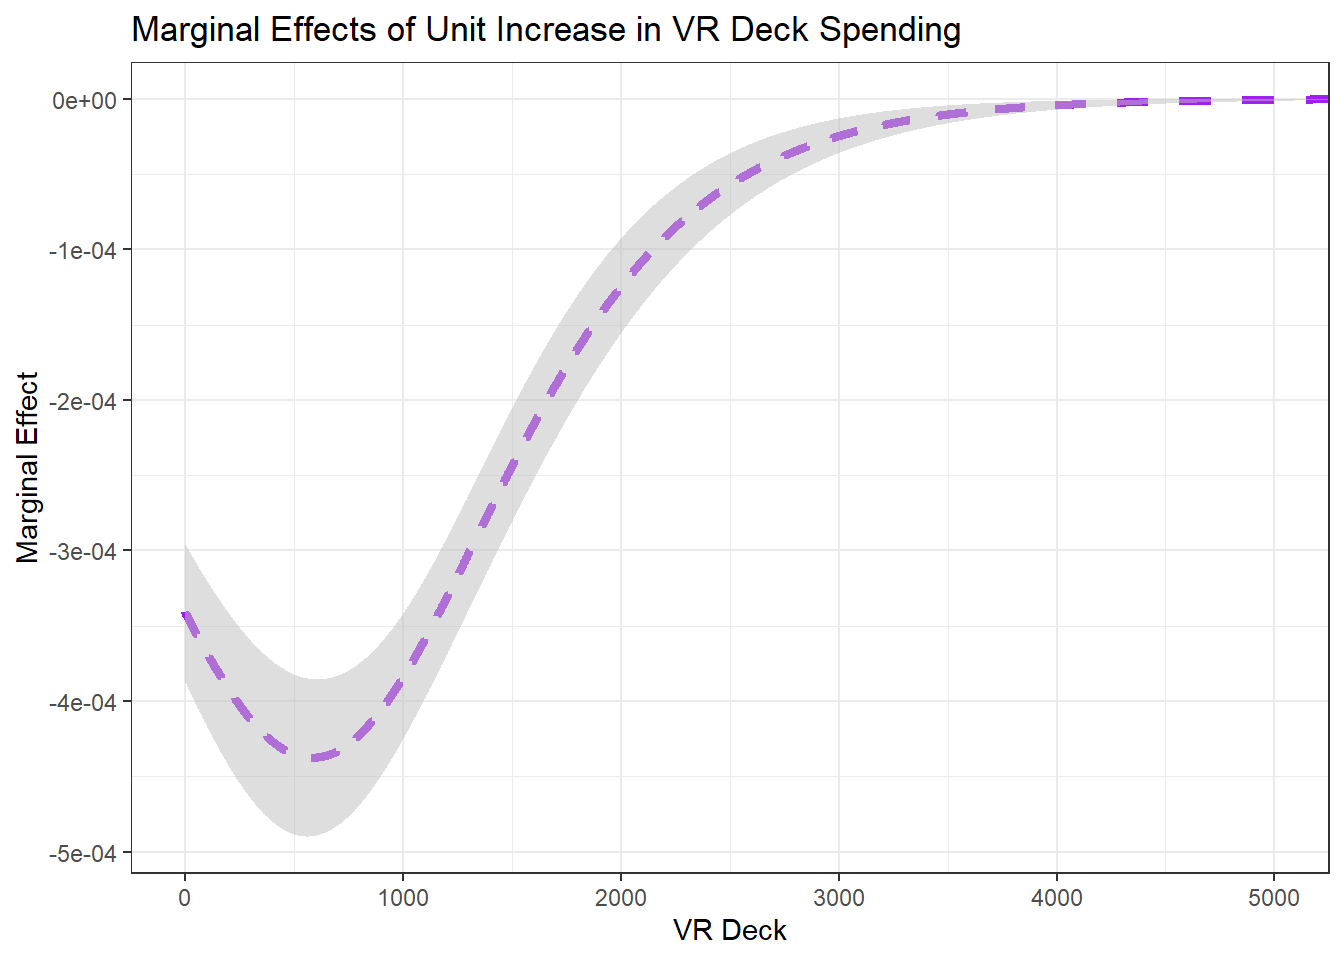 Marginal Effects of Unit Increase in VR Deck Spending
Marginal Effect
0e+00
-1e-04
-2e-04
-3e-04
-4e-04
-5e-04
0 1000 2000 3000 4000 5000
VR Deck